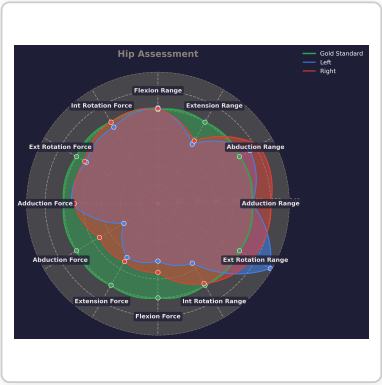 Hip Assessment
Gold Standard
Left
Right
Flexion Range
Int Rotation Force
Extension Range
Ext Rotation Force
Abduction Range
Adduction Force
Adduction Range
Abduction Force
Ext Rotation Range
Extension Force
Int Rotation Range
Flexion Force